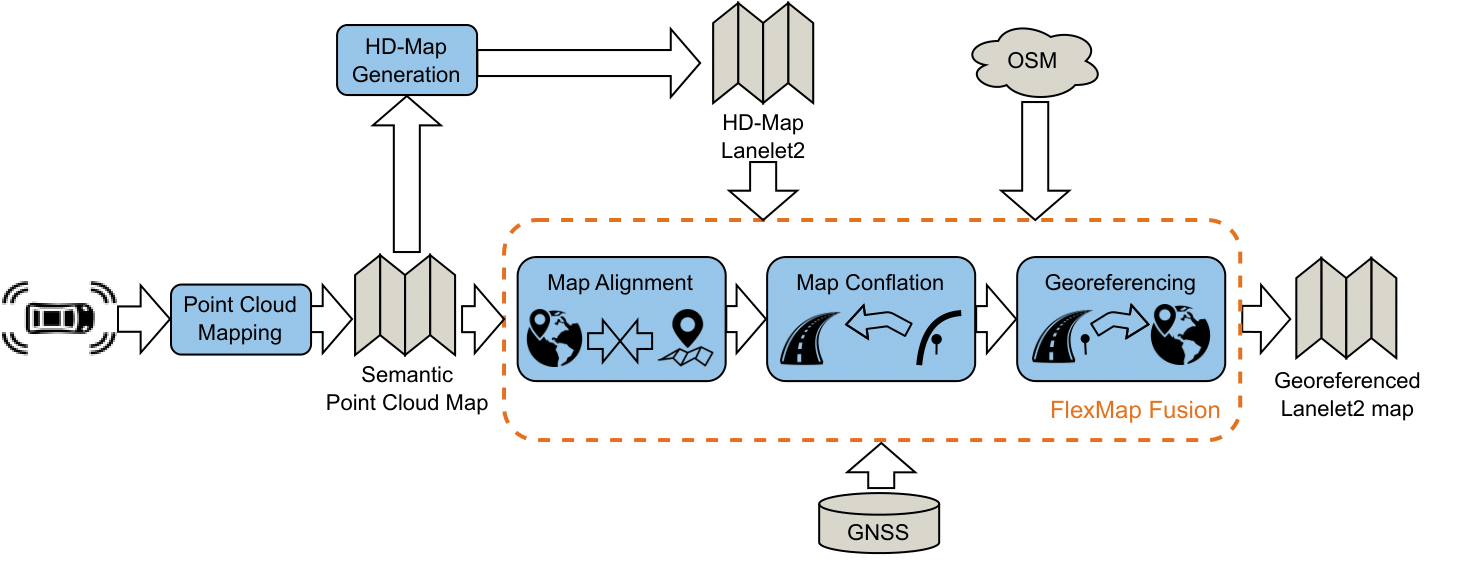 HD-Map
Generation
HD-Map
Lanelet2
OSM
Point Cloud
Mapping
Semantic
Point Cloud Map
Map Alignment
Map Conflation
Georeferencing
FlexMap Fusion
Georeferenced
Lanelet2 map
GNSS